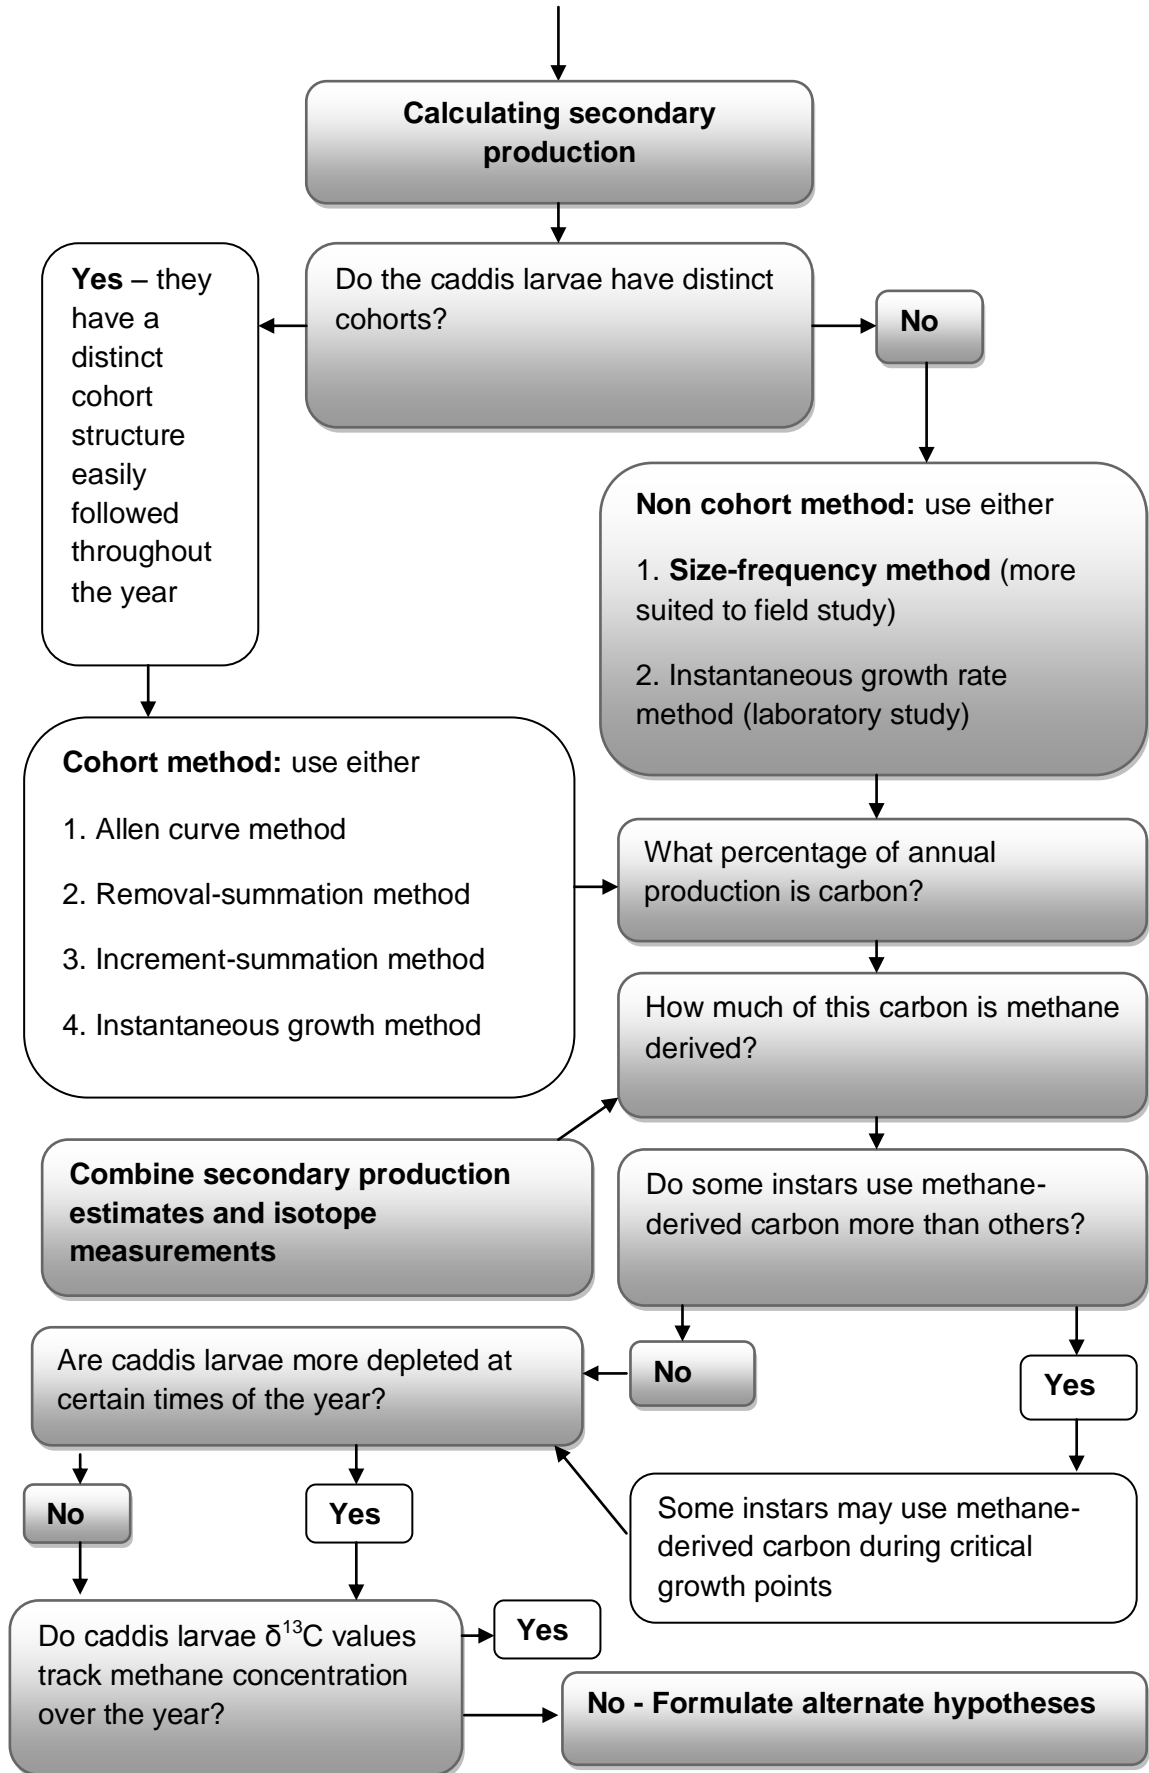 Calculating secondary
production
Do the caddis larvae have distinct
cohorts?
Yes – they
have a
distinct
cohort
structure
easily
followed
throughout
the year
No
Non cohort method: use either
1. Size-frequency method (more
suited to field study)
2. Instantaneous growth rate
method (laboratory study)
Cohort method: use either
1. Allen curve method
2. Removal-summation method
3. Increment-summation method
4. Instantaneous growth method
What percentage of annual
production is carbon?
How much of this carbon is methane
derived?
Combine secondary production
estimates and isotope
measurements
Do some instars use methane-
derived carbon more than others?
No
Yes
Are caddis larvae more depleted at
certain times of the year?
Some instars may use methane-
derived carbon during critical
growth points
No
Yes
Do caddis larvae δ¹³C values
track methane concentration
over the year?
Yes
No - Formulate alternate hypotheses